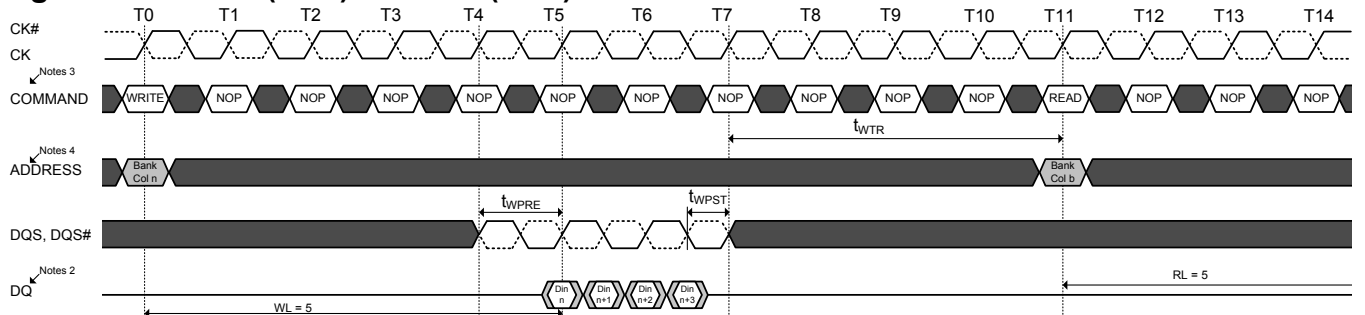 T0 T1 T2 T3 T4 T5 T6 T7 T8 T9 T10 T11 T12 T13 T14
CK#
CK
Notes 3
COMMAND WRITE NOP NOP NOP NOP NOP NOP NOP NOP NOP NOP READ NOP NOP NOP
tWTR
Notes 4
ADDRESS Bank Col n Bank Col b
tWPRE tWPST
DQS, DQS#
Notes 2
DQ Din n Din n+1 Din n+2 Din n+3
RL = 5
WL = 5